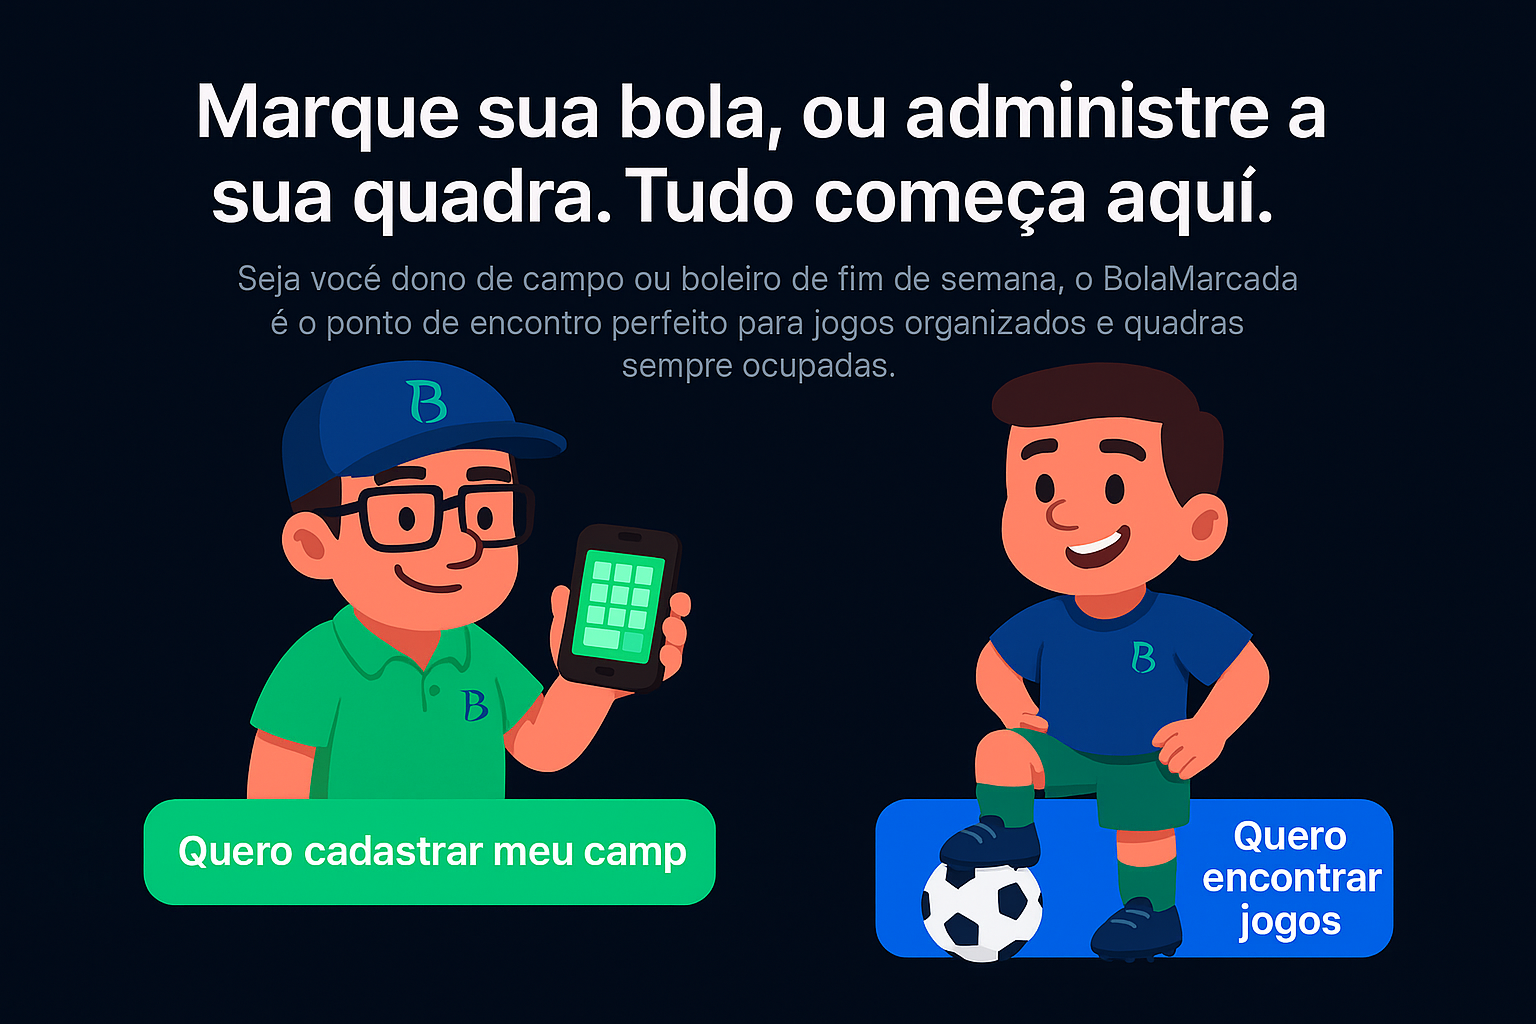 Marque sua bola, ou administre a
sua quadra. Tudo começa aquí.
Seja vocé dono de campo ou boleiro de fim de semana, o BolaMarcada
é o ponto de encontro perfeito para jogos organizados e quadras
sempre ocupadas.
B
B
B
Quero cadastrar meu camp
Quero
encontrar
jogos